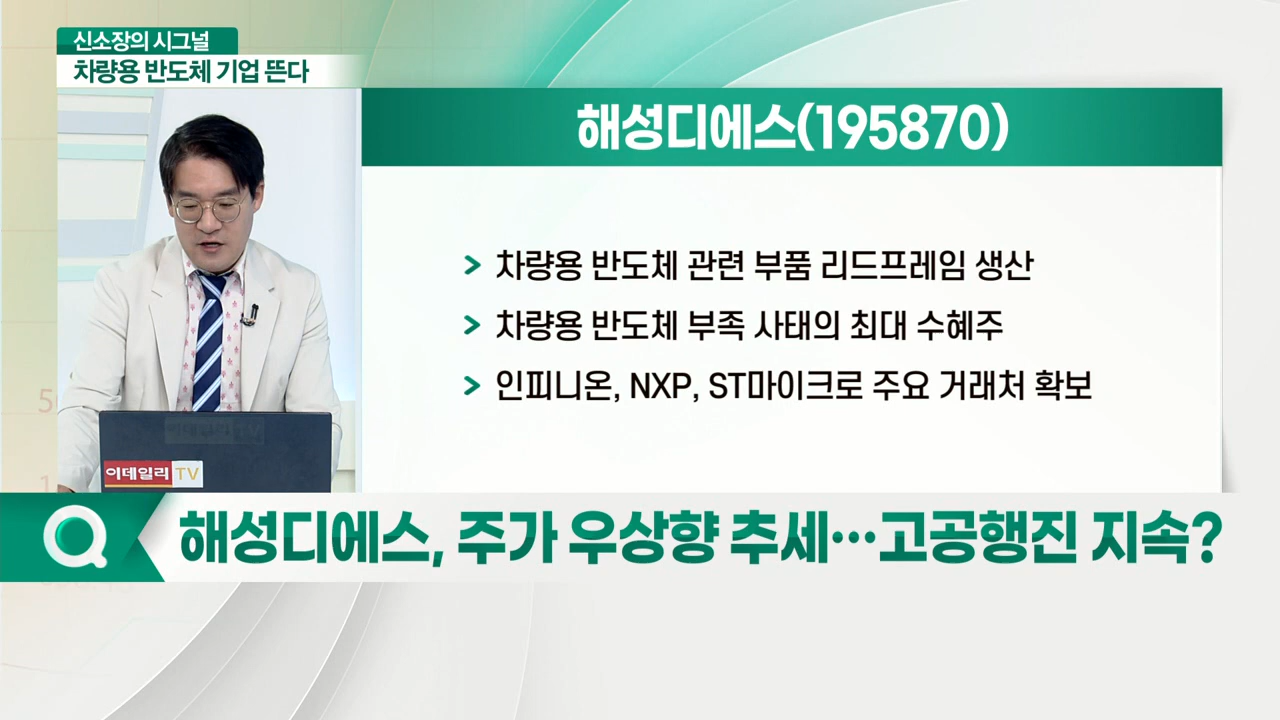 신소장의 시그널
차량용 반도체 기업 뜬다
해성디에스(195870)
> 차량용 반도체 관련 부품 리드프레임 생산
> 차량용 반도체 부족 사태의 최대 수혜주
> 인피니온, NXP, ST마이크로 주요 거래처 확보
이데일리 TV
해성디에스, 주가 우상향 추세…고공행진 지속?